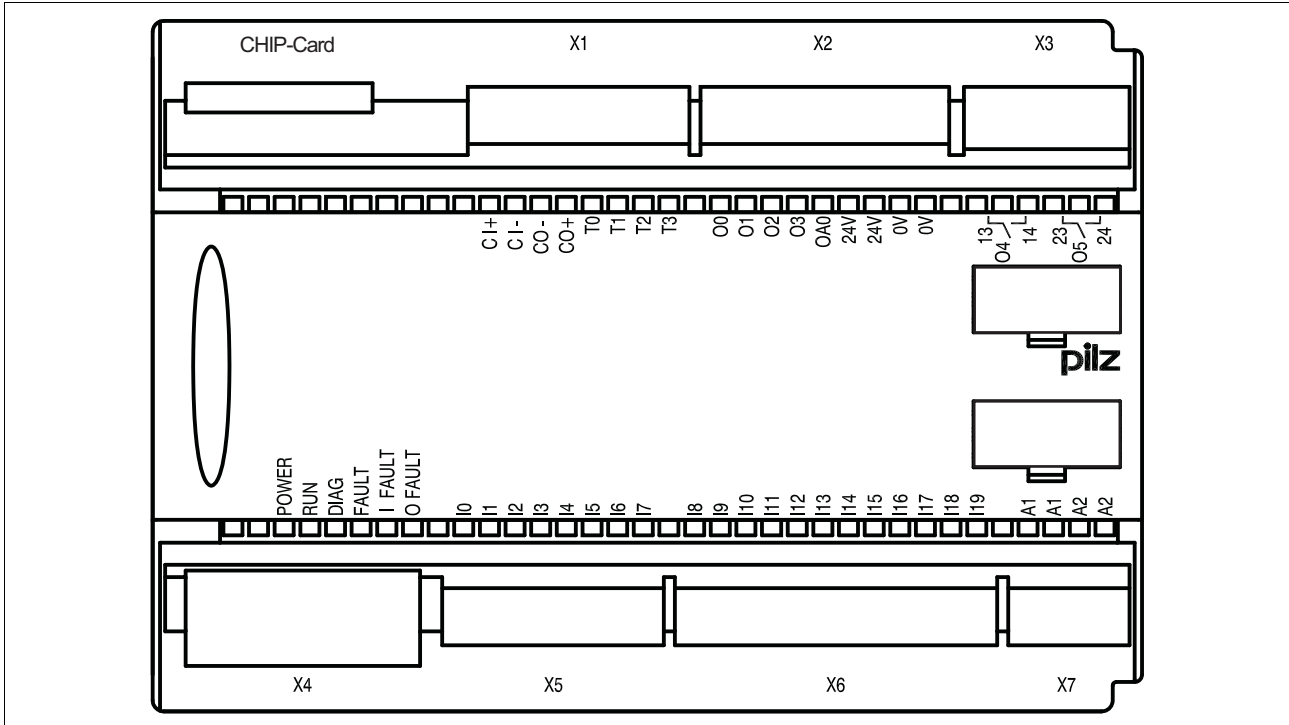 CHIP-Card X1 X2 X3
CI+ CI- CO- CO+ T0 T1 T2 T3 O0 O1 O2 O3 OA0 24V 24V 0V 0V 13 O4 14 23 O5 24
pilz
POWER RUN DIAG FAULT I FAULT O FAULT I0 I1 I2 I3 I4 I5 I6 I7 I8 I9 I10 I11 I12 I13 I14 I15 I16 I17 I18 I19 A1 A1 A2 A2
X4 X5 X6 X7